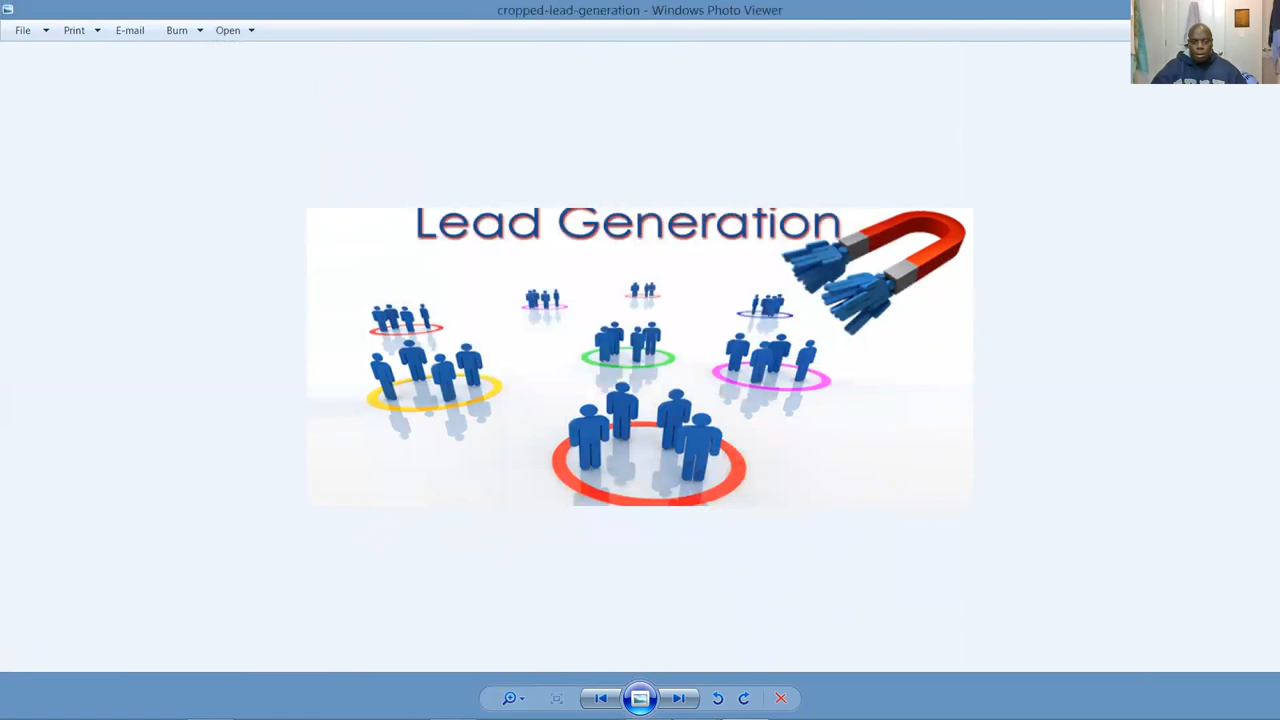 cropped-lead-generation - Windows Photo Viewer
File Print E-mail Burn Open
Lead Generation